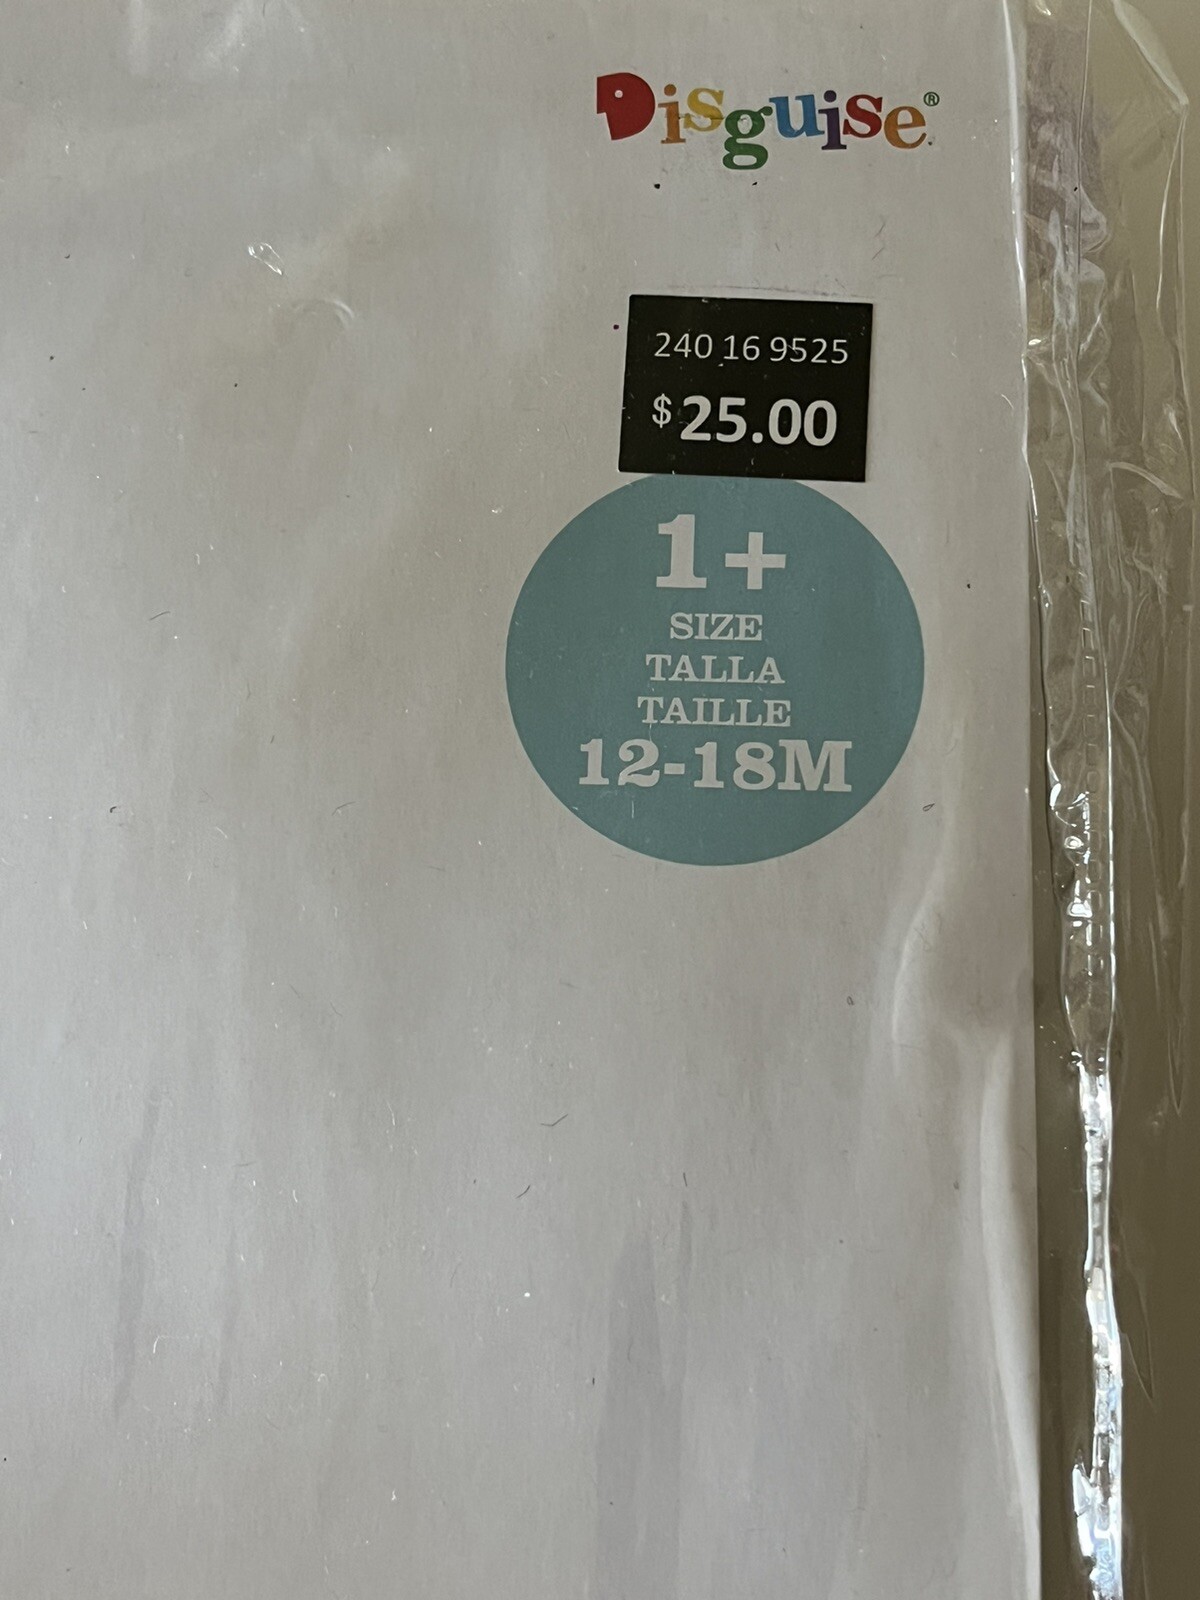 Disguise®
240 16 9525
$25.00
1+
SIZE
TALLA
TAILLE
12-18M